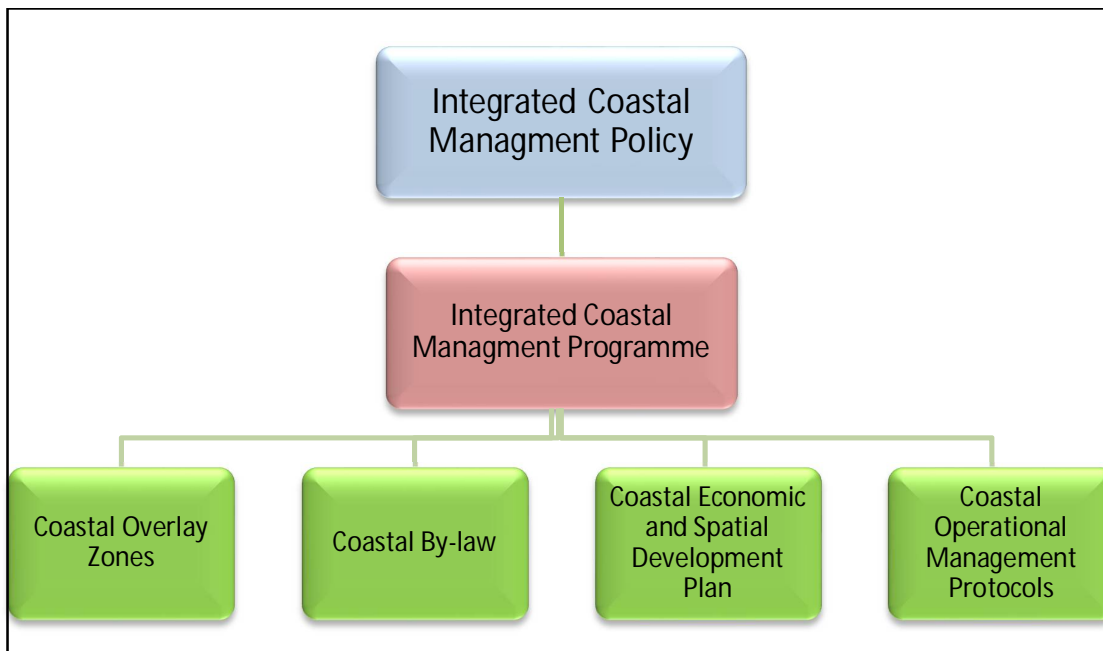 Integrated Coastal
Managment Policy
Integrated Coastal
Managment Programme
Coastal Overlay
Zones
Coastal By-law
Coastal Economic
and Spatial
Development
Plan
Coastal
Operational
Management
Protocols